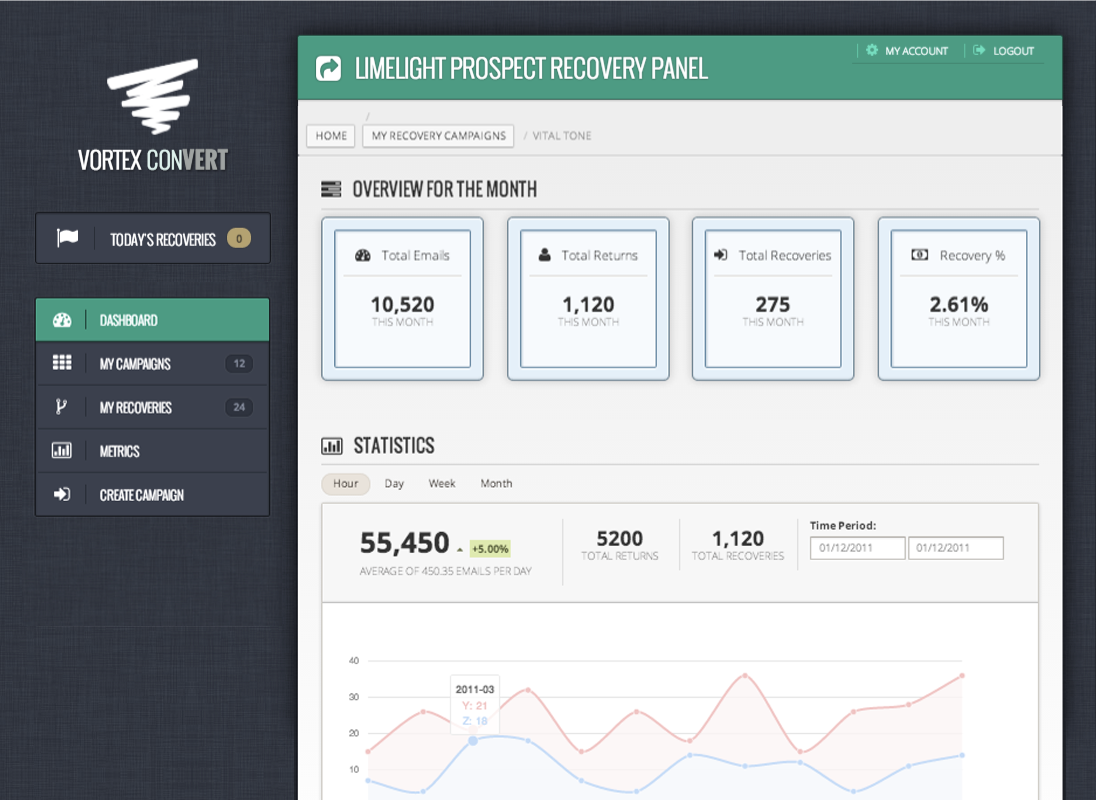 VORTEX CONVERT
TODAY'S RECOVERIES 0
DASHBOARD
MY CAMPAIGNS 12
MY RECOVERIES 24
METRICS
CREATE CAMPAIGN
LIMELIGHT PROSPECT RECOVERY PANEL
MY ACCOUNT LOGOUT
/
HOME MY RECOVERY CAMPAIGNS / VITAL TONE
OVERVIEW FOR THE MONTH
Total Emails
10,520
THIS MONTH
Total Returns
1,120
THIS MONTH
Total Recoveries
275
THIS MONTH
Recovery %
2.61%
THIS MONTH
STATISTICS
Hour Day Week Month
55,450 +5.00%
AVERAGE OF 450.35 EMAILS PER DAY
5200
TOTAL RETURNS
1,120
TOTAL RECOVERIES
Time Period:
01/12/2011 01/12/2011
40
30
20
10
2011-03
Y: 21
Z: 18